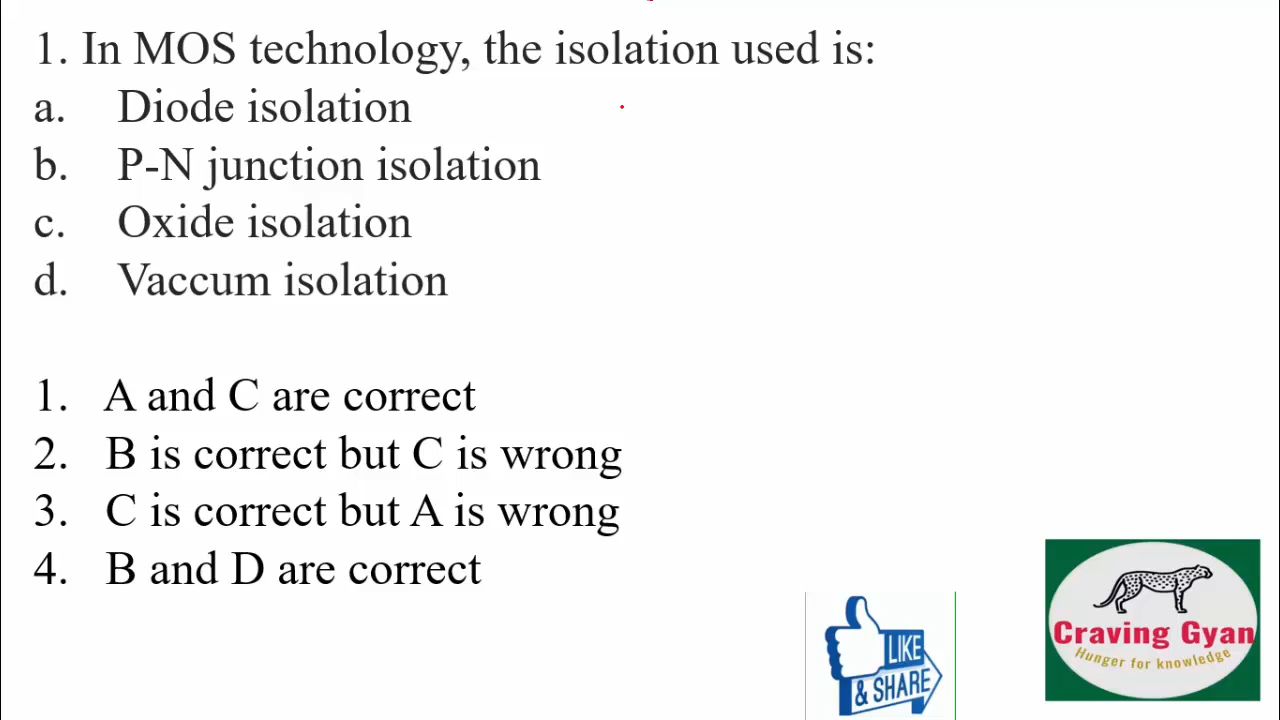 1. In MOS technology, the isolation used is:
a. Diode isolation
b. P-N junction isolation
c. Oxide isolation
d. Vaccum isolation
1. A and C are correct
2. B is correct but C is wrong
3. C is correct but A is wrong
4. B and D are correct
LIKE
& SHARE
Craving Gyan
Hunger for knowledge